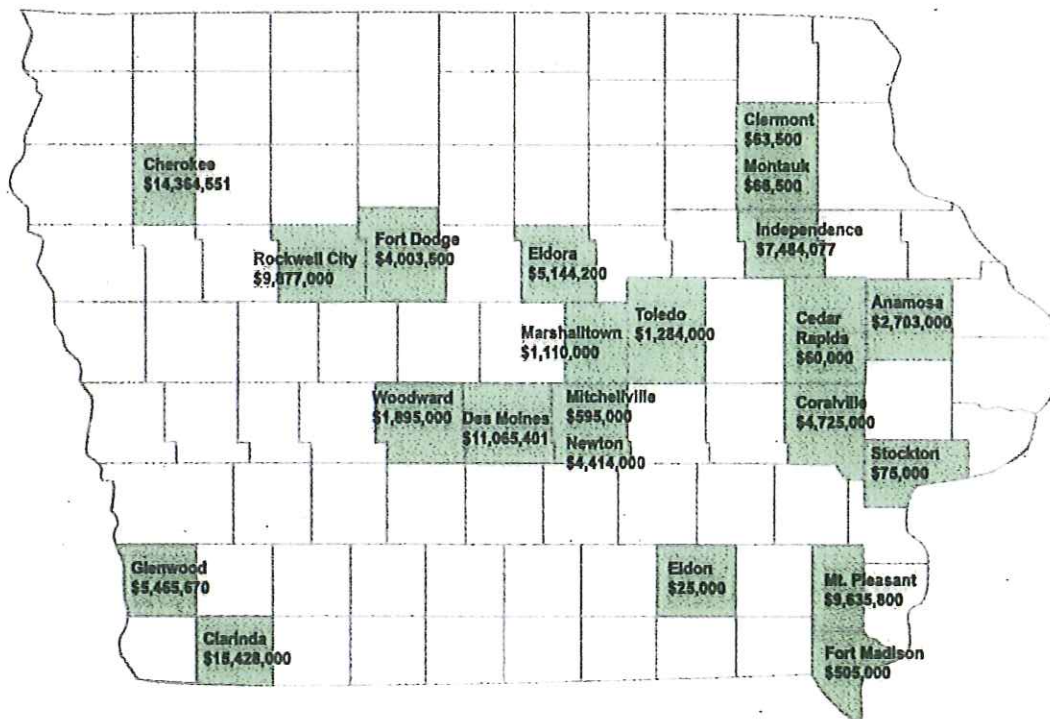 Clermont
$63,500
Montauk
$66,500
Cherokee
$14,364,551
Independence
$7,484,077
Fort Dodge
$4,003,500
Rockwell City
$9,877,000
Eldora
$5,144,200
Toledo
$1,284,000
Anamosa
$2,703,000
Marshalltown
$1,110,000
Cedar
Rapids
$60,000
Woodward
$1,895,000
Des Moines
$11,065,401
Mitchellville
$595,000
Newton
$4,414,000
Coralville
$4,725,000
Stockton
$75,000
Glenwood
$5,465,670
Eldon
$25,000
Mt. Pleasant
$9,635,800
Clarinda
$15,428,000
Fort Madison
$505,000